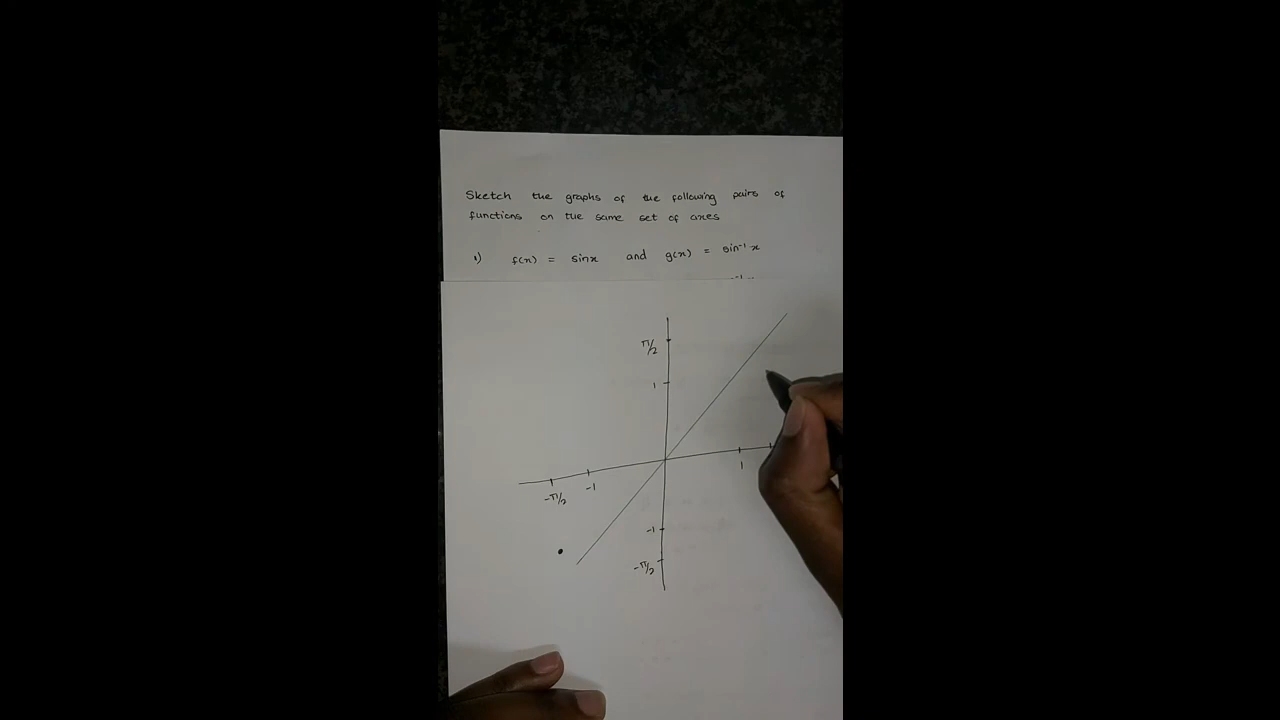 Sketch the graphs of the following pairs of
functions on the same set of axes
1) f(x) = sinx and g(x) = sin⁻¹ x
π/2
1
-π/2 -1 1
-1
-π/2